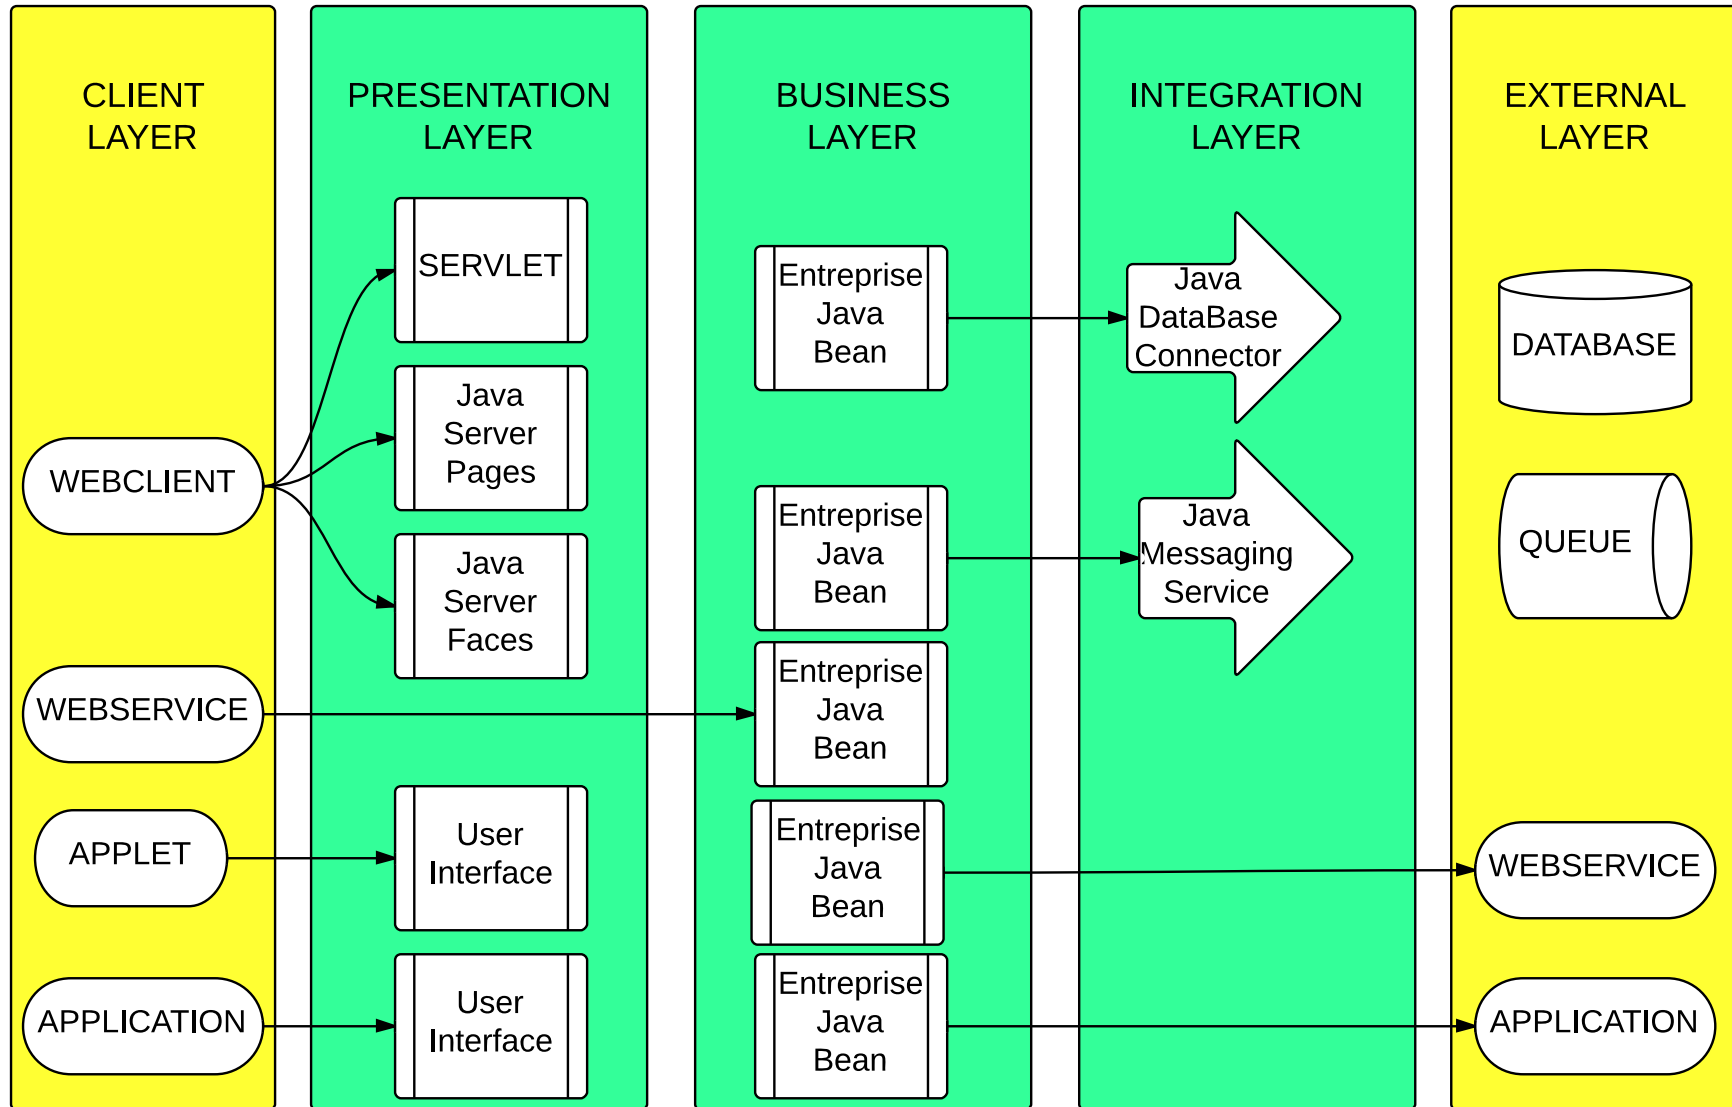 CLIENT
LAYER
PRESENTATION
LAYER
BUSINESS
LAYER
INTEGRATION
LAYER
EXTERNAL
LAYER
WEBCLIENT
WEBSERVICE
APPLET
APPLICATION
SERVLET
Java
Server
Pages
Java
Server
Faces
User
Interface
User
Interface
Entreprise
Java
Bean
Entreprise
Java
Bean
Entreprise
Java
Bean
Entreprise
Java
Bean
Entreprise
Java
Bean
Java
DataBase
Connector
Java
Messaging
Service
DATABASE
QUEUE
WEBSERVICE
APPLICATION